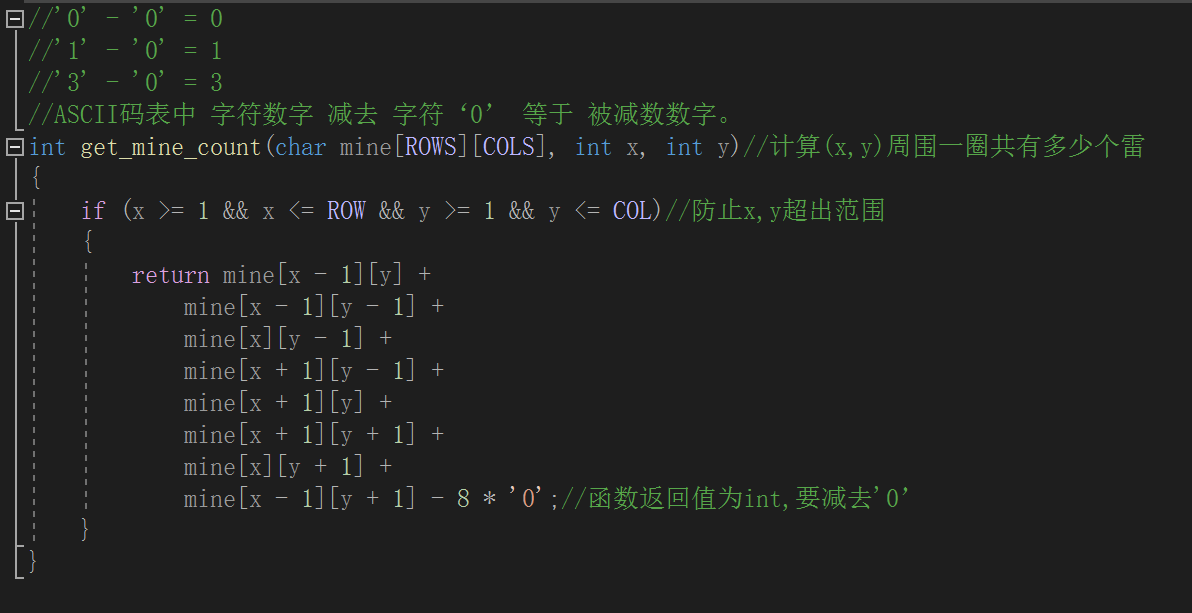 //'0' - '0' = 0
//'1' - '0' = 1
//'3' - '0' = 3
//ASCII码表中 字符数字 减去 字符‘0’ 等于 被减数数字。
int get_mine_count(char mine[ROWS][COLS], int x, int y)//计算(x,y)周围一圈共有多少个雷
{
if (x >= 1 && x <= ROW && y >= 1 && y <= COL)//防止x,y超出范围
{
return mine[x - 1][y] +
mine[x - 1][y - 1] +
mine[x][y - 1] +
mine[x + 1][y - 1] +
mine[x + 1][y] +
mine[x + 1][y + 1] +
mine[x][y + 1] +
mine[x - 1][y + 1] - 8 * '0';//函数返回值为int,要减去'0'
}
}